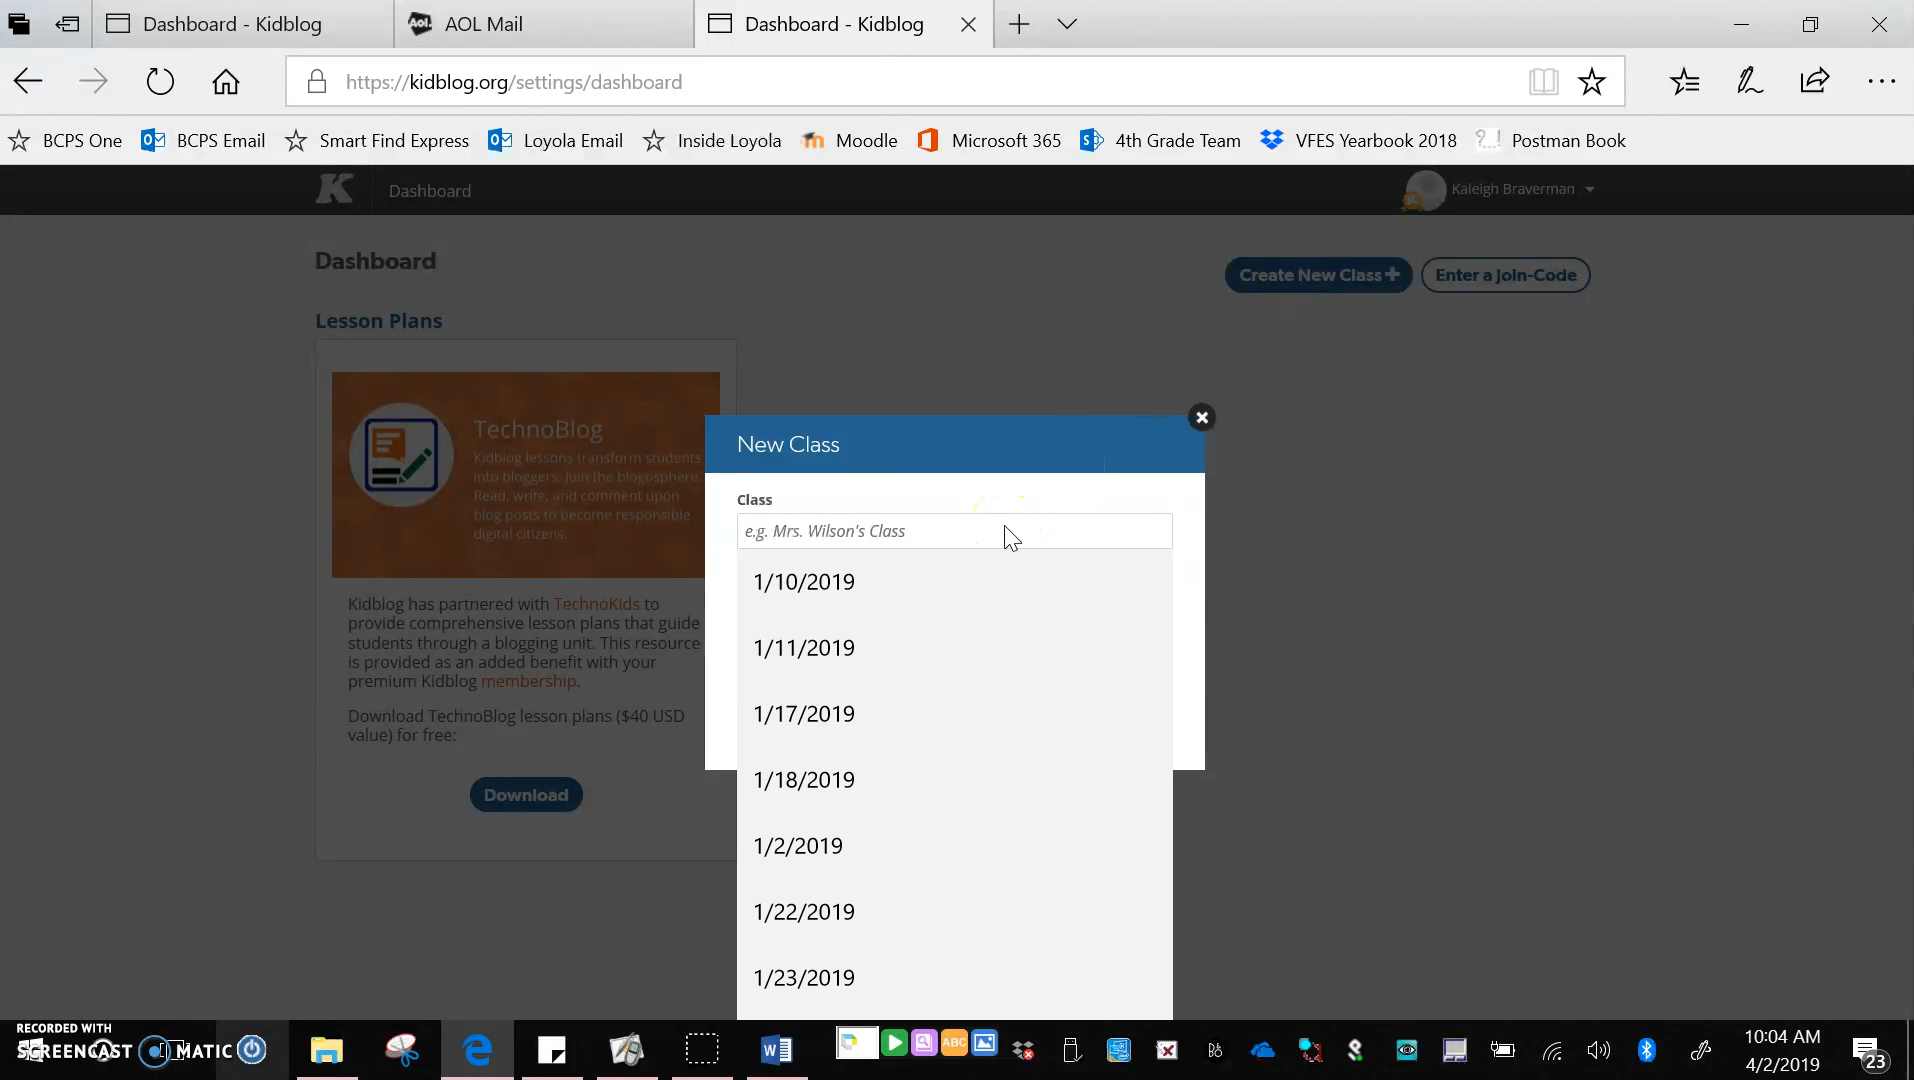 Dashboard - Kidblog
AOL Mail
Dashboard - Kidblog
https://kidblog.org/settings/dashboard
BCPS One
BCPS Email
Smart Find Express
Loyola Email
Inside Loyola
Moodle
Microsoft 365
4th Grade Team
VFES Yearbook 2018
Postman Book
K
Dashboard
Kaleigh Braverman
Dashboard
Create New Class+
Enter a Join-Code
Lesson Plans
TechnoBlog
Kidblog lessons transform students
into bloggers. Join the blogosphere.
Read, write, and comment upon
blog posts to become responsible
digital citizens.
Kidblog has partnered with TechnoKids to
provide comprehensive lesson plans that guide
students through a blogging unit. This resource
is provided as an added benefit with your
premium Kidblog membership.
Download TechnoBlog lesson plans ($40 USD
value) for free:
Download
New Class
Class
e.g. Mrs. Wilson's Class
1/10/2019
1/11/2019
1/17/2019
1/18/2019
1/2/2019
1/22/2019
1/23/2019
RECORDED WITH
SCREENCAST MATIC
ABC
10:04 AM
4/2/2019
23